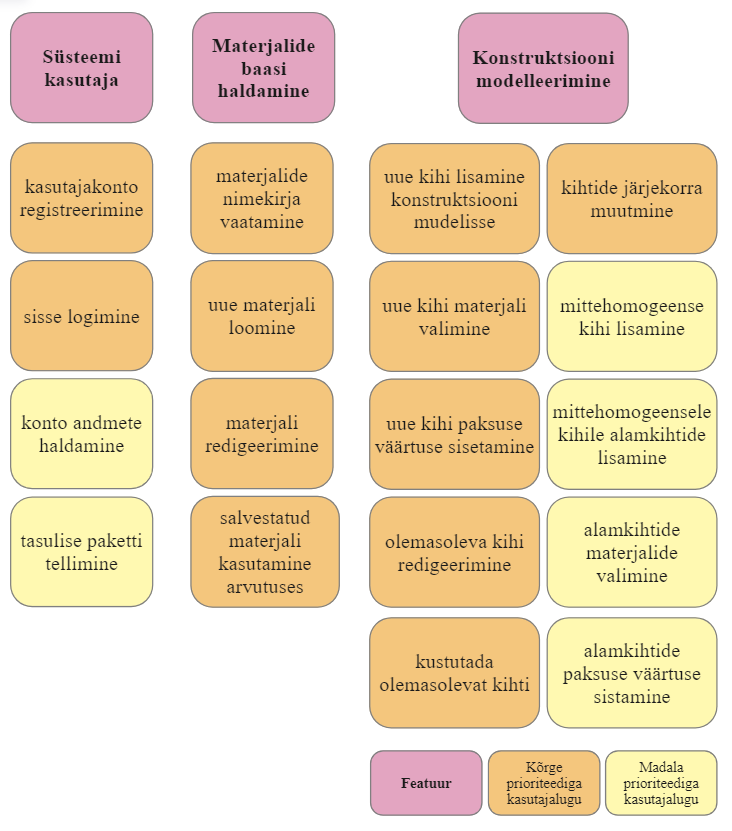 Süsteemi
kasutaja
Materjalide
baasi
haldamine
Konstruktsiooni
modelleerimine
kasutajakonto
registreerimine
materjalide
nimekirja
vaatamine
uue kihi lisamine
konstruktsiooni
mudelisse
kihtide järjekorra
muutmine
sisse logimine
uue materjali
loomine
uue kihi materjali
valimine
mittehomogeense
kihi lisamine
konto andmete
haldamine
materjali
redigeerimine
uue kihi paksuse
väärtuse sisetamine
mittehomogeensele
kihile alamkihtide
lisamine
tasulise paketti
tellimine
salvestatud
materjali
kasutamine
arvutuses
olemasoleva kihi
redigeerimine
alamkihtide
materjalide
valimine
kustutada
olemasolevat kihti
alamkihtide
paksuse väärtuse
sistamine
Featuur
Kõrge
prioriteediga
kasutajalugu
Madala
prioriteediga
kasutajalugu